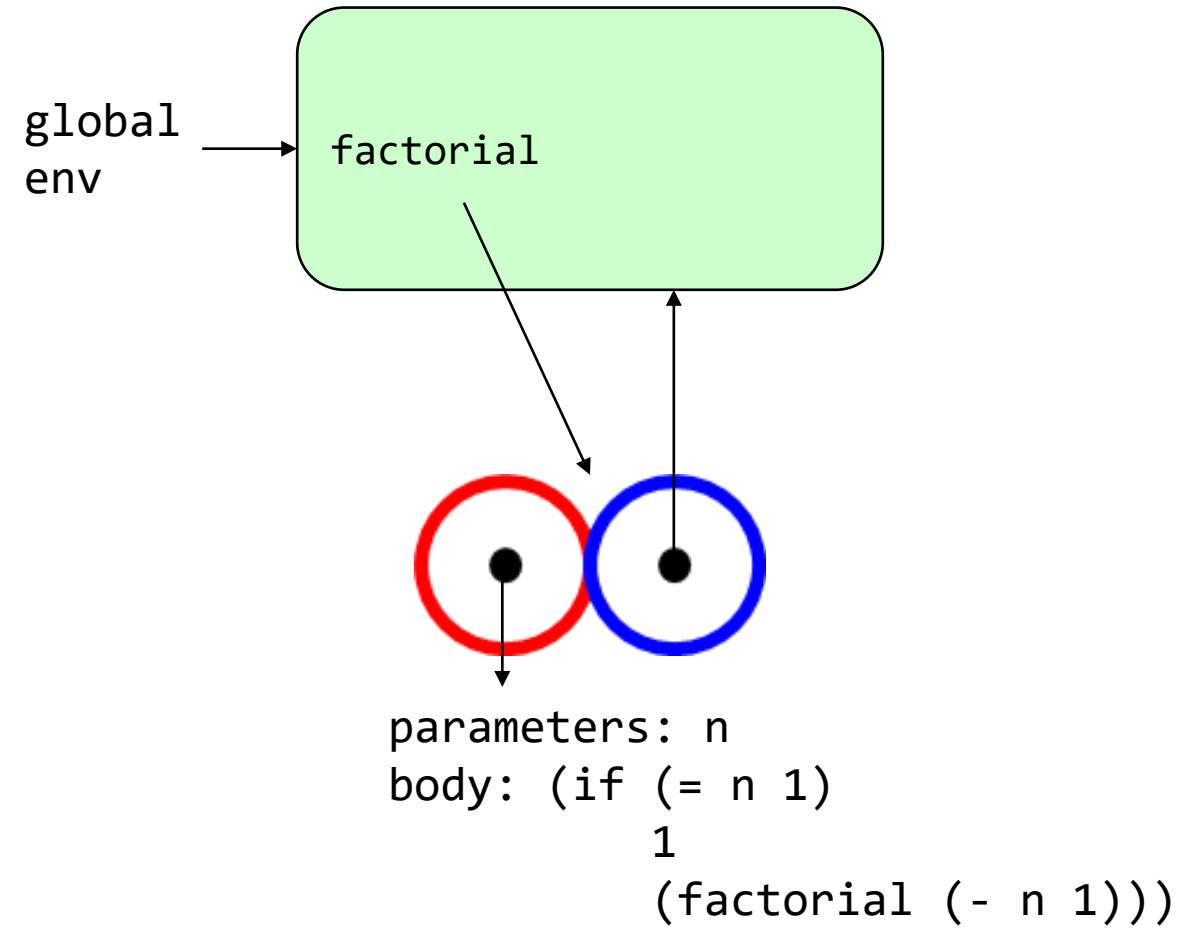 global
env
factorial
parameters: n
body: (if (= n 1)
1
(factorial (- n 1)))